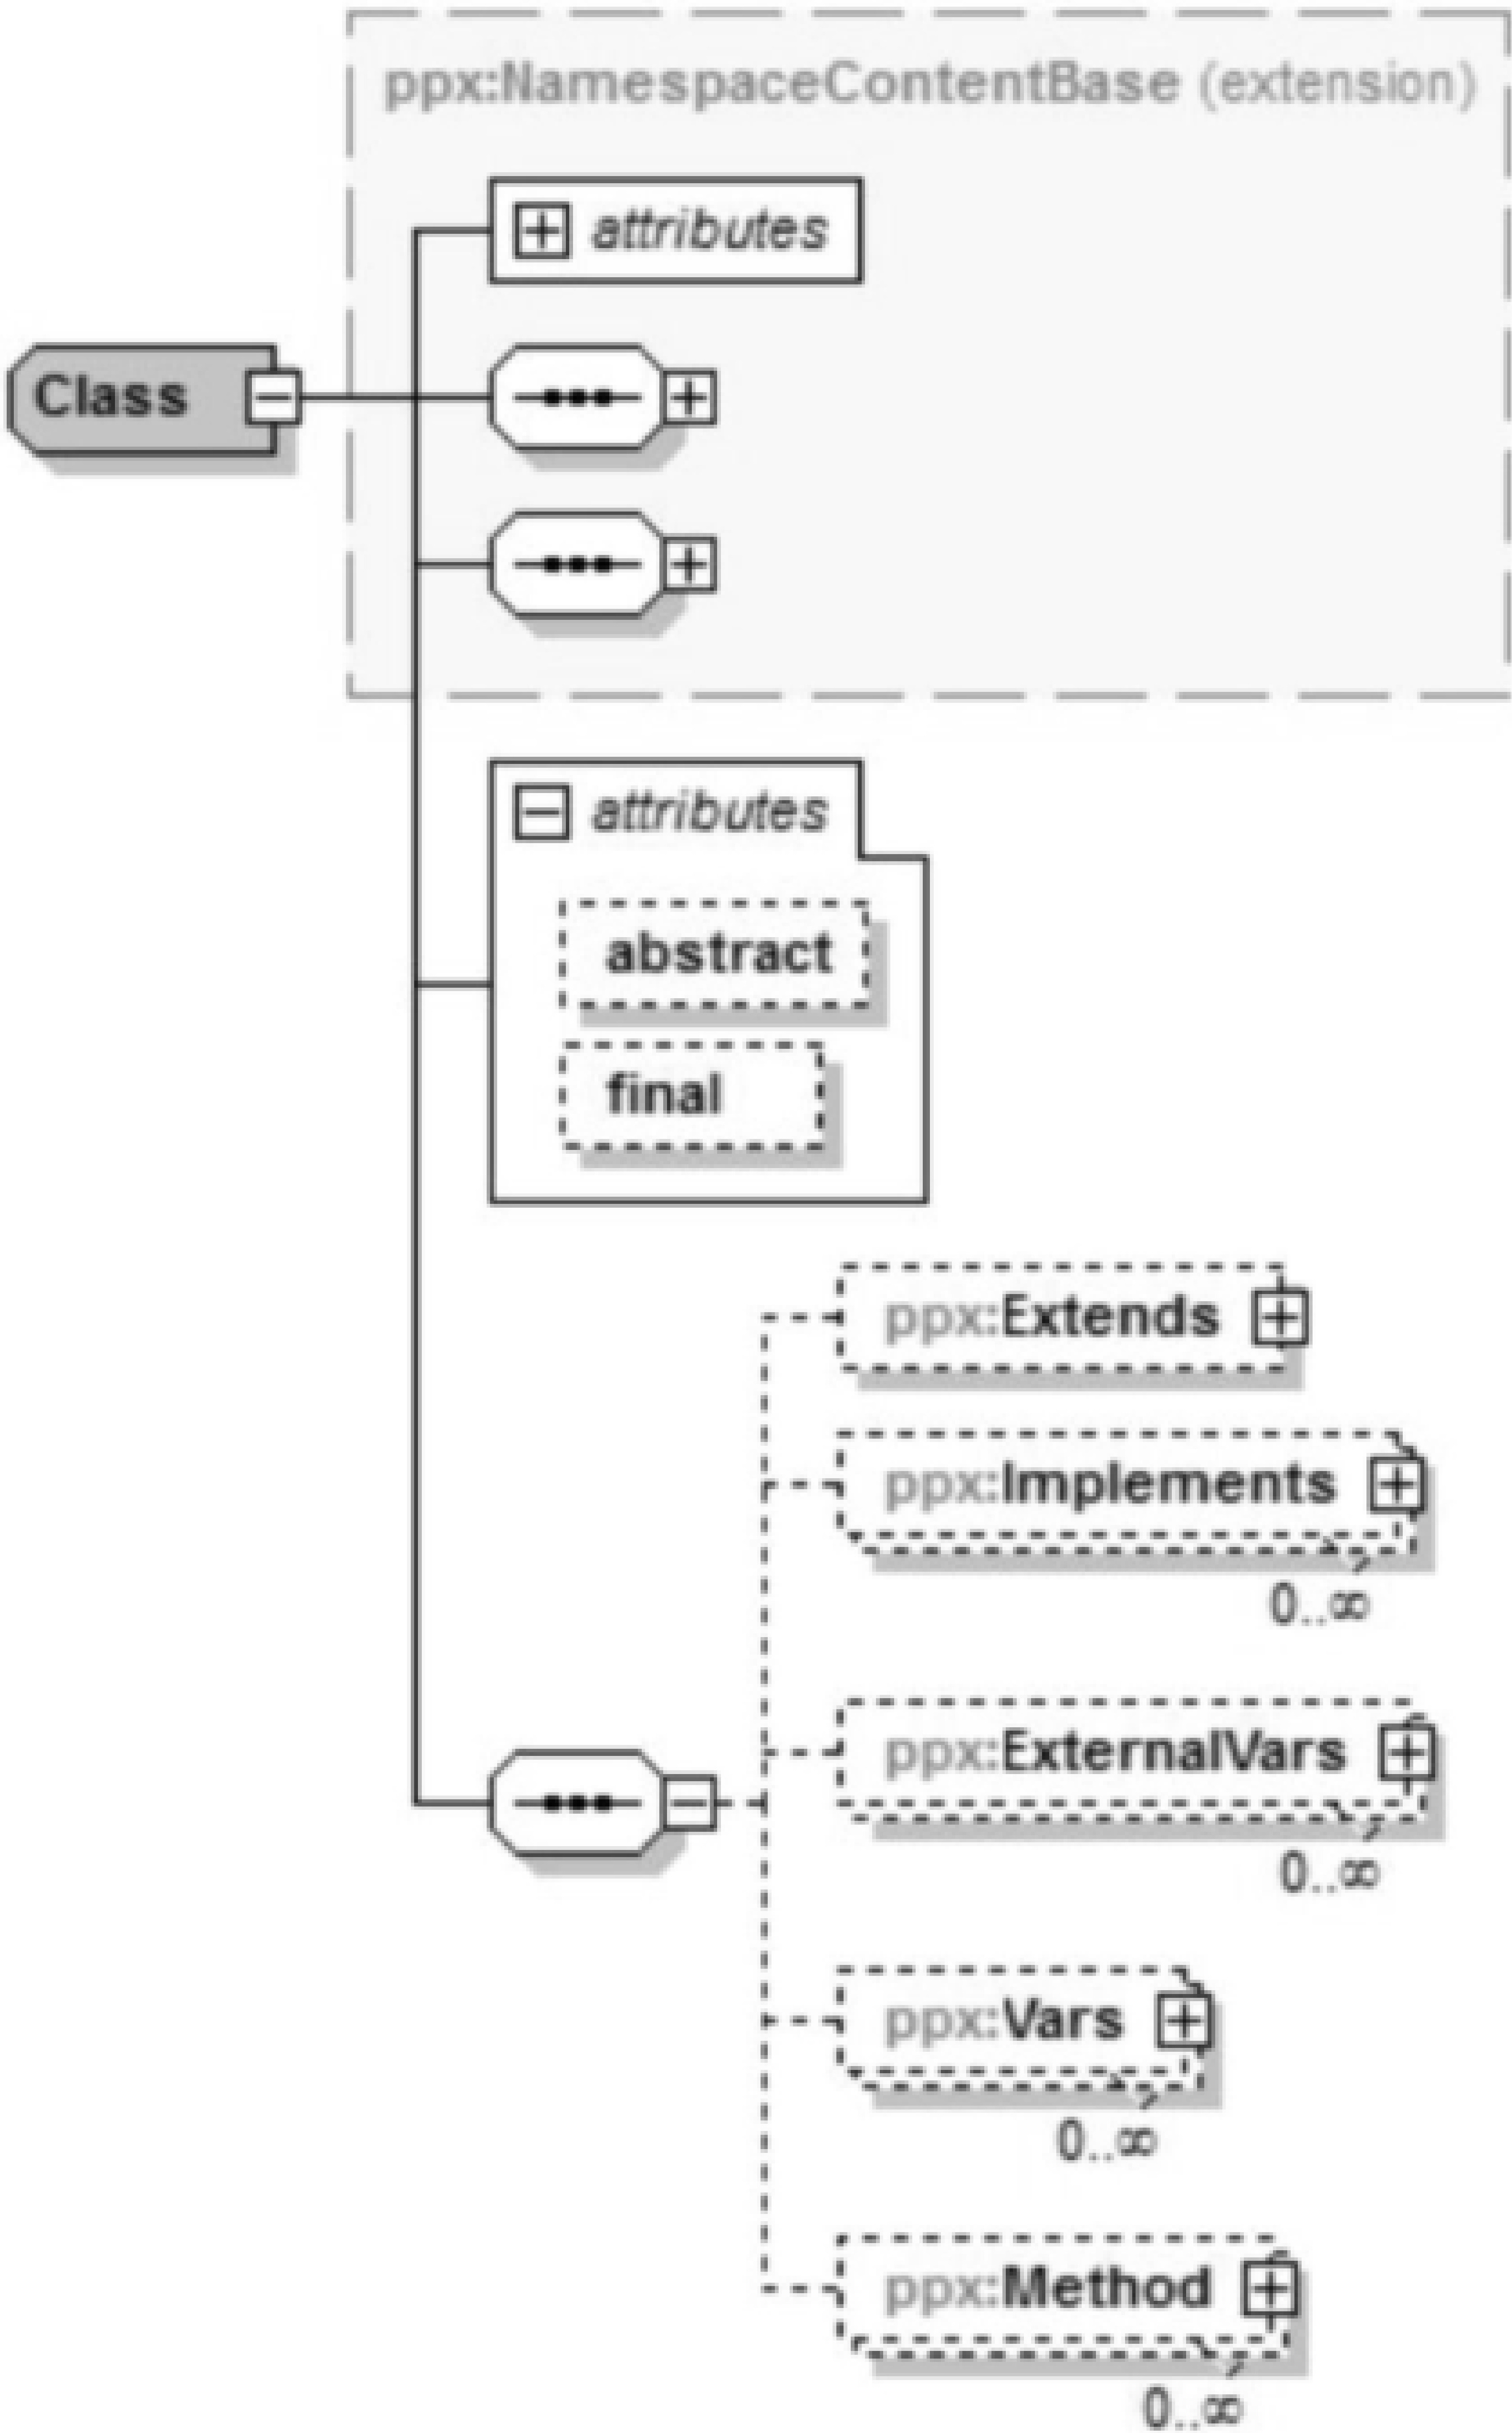 ppx:NamespaceContentBase (extension)
attributes
Class
attributes
abstract
final
ppx:Extends
ppx:Implements
0..∞
ppx:ExternalVars
0..∞
ppx:Vars
0..∞
ppx:Method
0..∞